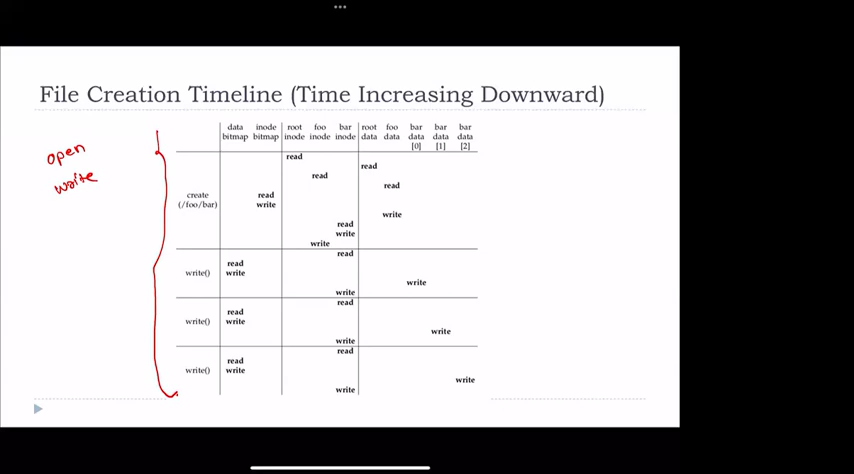 File Creation Timeline (Time Increasing Downward)
open
write
data inode root foo bar root foo bar bar bar
bitmap bitmap inode inode inode data data data data data
[0] [1] [2]
read
read
read
read
create read
(/foo/bar) write
write
read
write
write
read
read
write() write
write
write
read
read
write() write
write
write
read
read
write() write
write
write